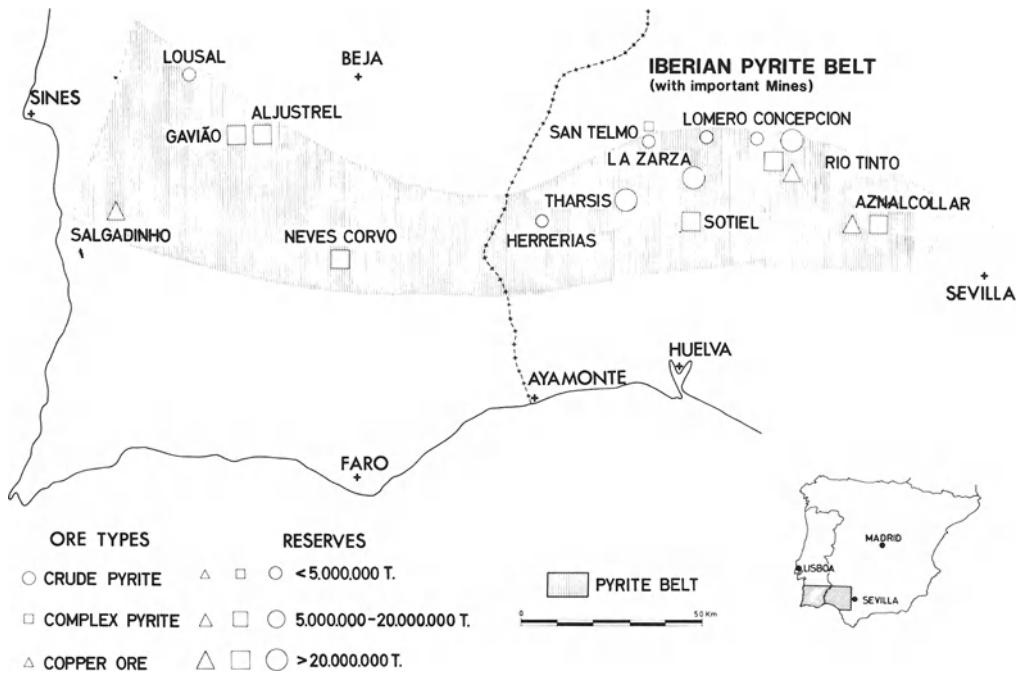 LOUSAL
BEJA
IBERIAN PYRITE BELT
(with important Mines)
SINES
ALJUSTREL
GAVIÃO
SAN TELMO
LOMERO CONCEPCION
LA ZARZA
RIO TINTO
THARSIS
AZNALCOLLAR
SALGADINHO
NEVES CORVO
HERRERIAS
SOTIEL
SEVILLA
HUELVA
AYAMONTE
FARO
ORE TYPES
RESERVES
CRUDE PYRITE
< 5.000.000 T.
COMPLEX PYRITE
5.000.000-20.000.000 T.
COPPER ORE
> 20.000.000 T.
PYRITE BELT
0
50 Km
MADRID
LISBOA
SEVILLA